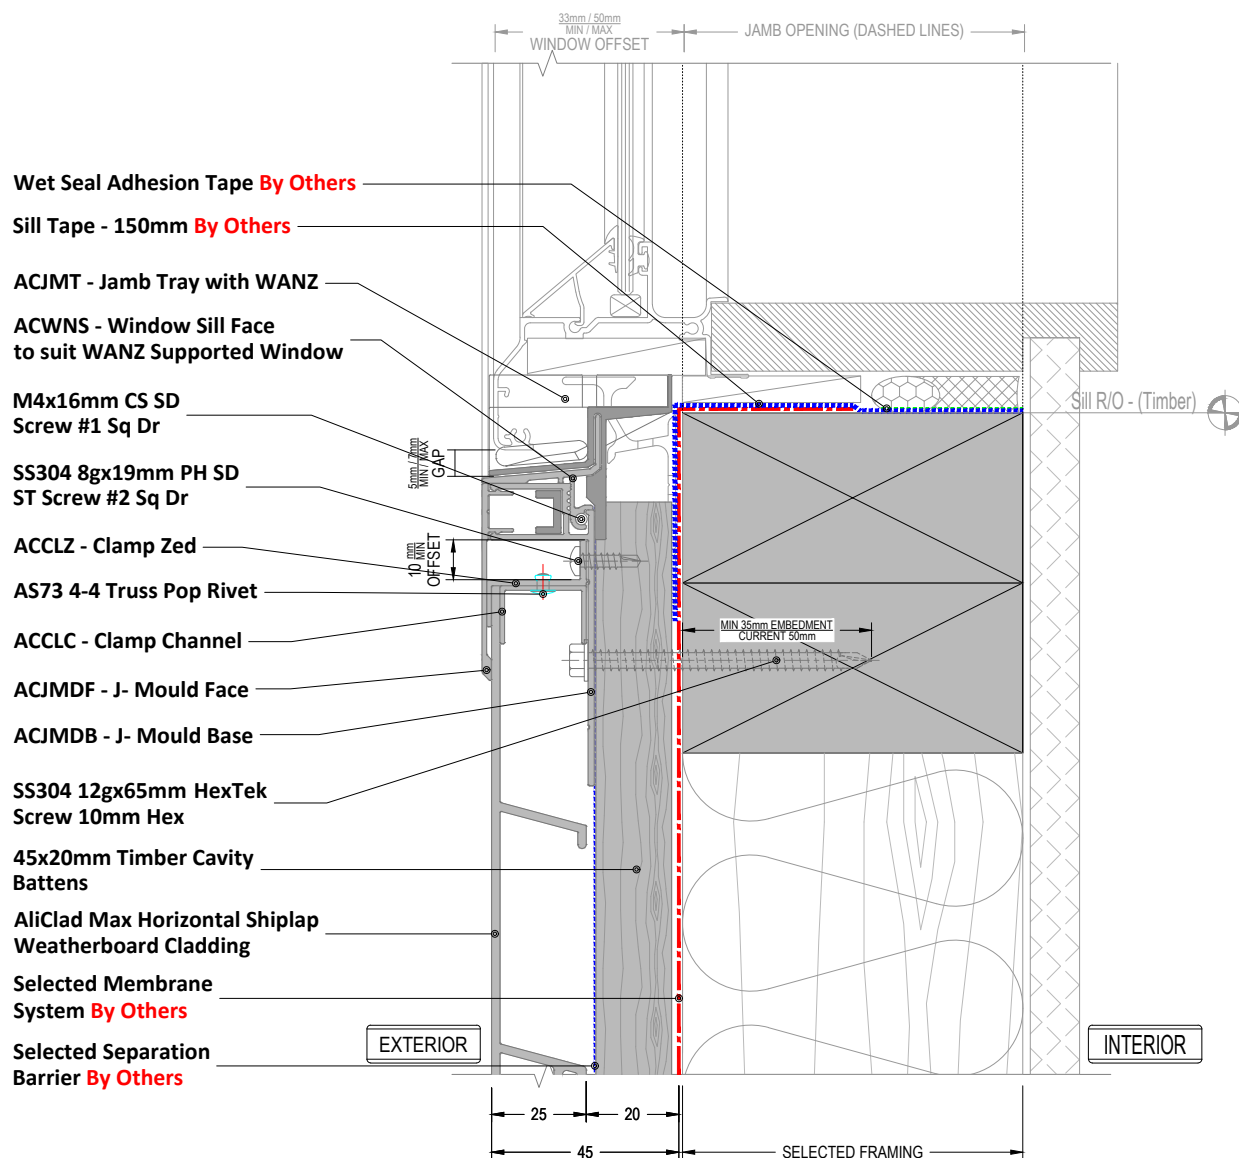 33mm / 50mm
MIN / MAX
WINDOW OFFSET
JAMB OPENING (DASHED LINES)
Wet Seal Adhesion Tape By Others
Sill Tape - 150mm By Others
ACJMT - Jamb Tray with WANZ
ACWNS - Window Sill Face
to suit WANZ Supported Window
M4x16mm CS SD
Screw #1 Sq Dr
SS304 8gx19mm PH SD
ST Screw #2 Sq Dr
ACCLZ - Clamp Zed
AS73 4-4 Truss Pop Rivet
ACCLC - Clamp Channel
ACJMDF - J- Mould Face
ACJMDB - J- Mould Base
SS304 12gx65mm HexTek
Screw 10mm Hex
45x20mm Timber Cavity
Battens
AliClad Max Horizontal Shiplap
Weatherboard Cladding
Selected Membrane
System By Others
Selected Separation
Barrier By Others
5mm / 7mm
MIN / MAX
GAP
10 mm
MIN
OFFSET
Sill R/O - (Timber)
MIN 35mm EMBEDMENT
CURRENT 50mm
EXTERIOR
INTERIOR
25
20
45
SELECTED FRAMING